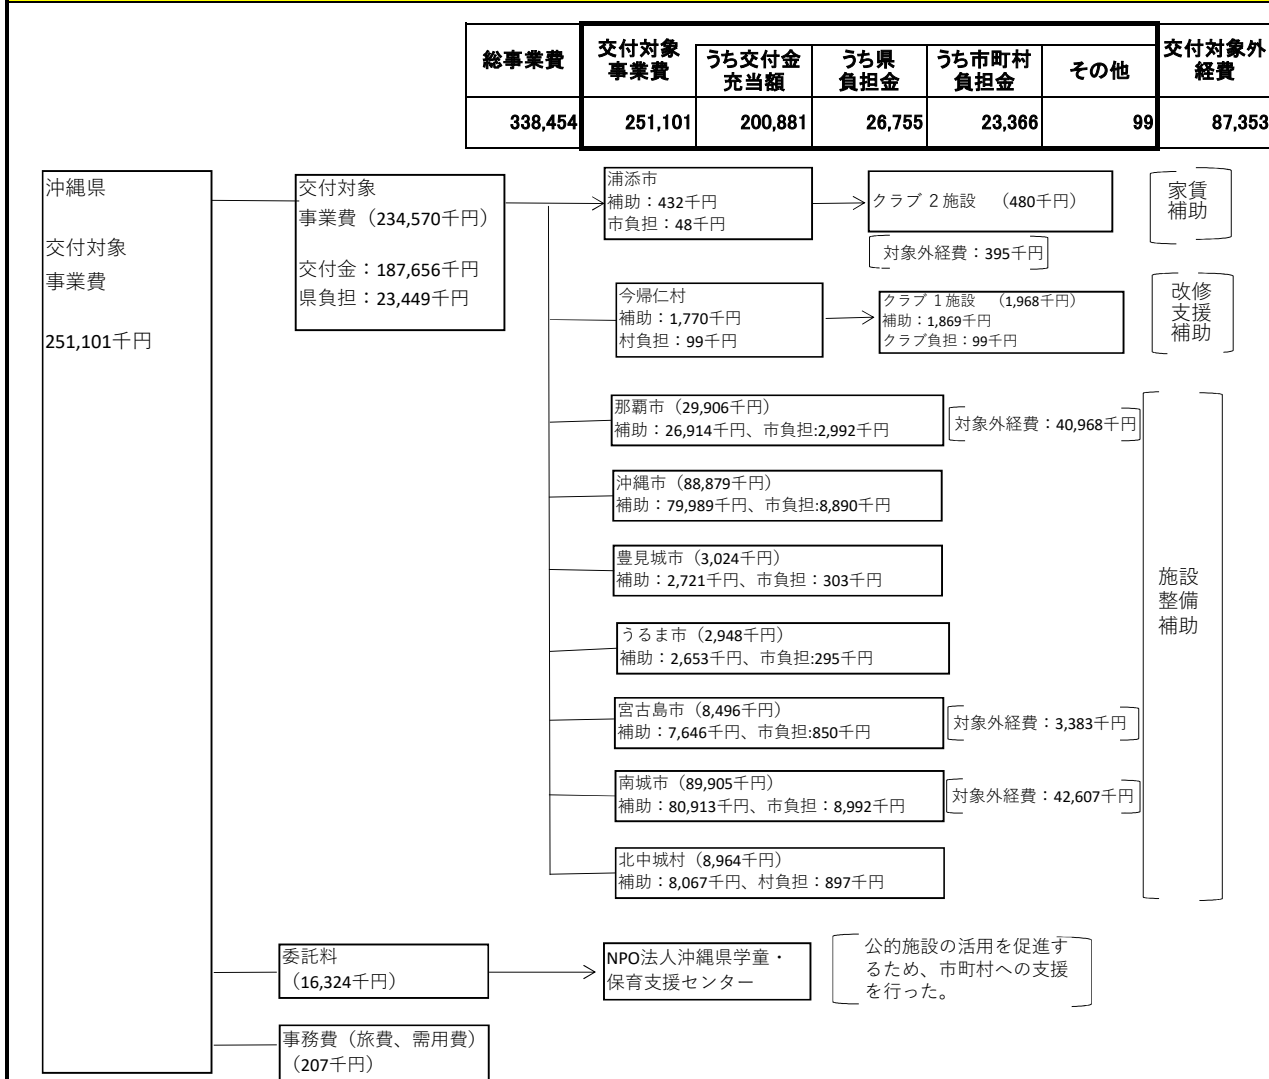 総事業費
交付対象
事業費
うち交付金
充当額
うち県
負担金
うち市町村
負担金
その他
交付対象外
経費
338,454
251,101
200,881
26,755
23,366
99
87,353
沖縄県
交付対象
事業費
251,101千円
交付対象
事業費（234,570千円）
交付金：187,656千円
県負担：23,449千円
浦添市
補助：432千円
市負担：48千円
クラブ 2施設 （480千円）
対象外経費：395千円
家賃
補助
今帰仁村
補助：1,770千円
村負担：99千円
クラブ 1施設 （1,968千円）
補助：1,869千円
クラブ負担：99千円
改修
支援
補助
那覇市（29,906千円）
補助：26,914千円、市負担:2,992千円
対象外経費：40,968千円
沖縄市（88,879千円）
補助：79,989千円、市負担:8,890千円
豊見城市（3,024千円）
補助：2,721千円、市負担：303千円
うるま市（2,948千円）
補助：2,653千円、市負担:295千円
宮古島市（8,496千円）
補助：7,646千円、市負担:850千円
対象外経費：3,383千円
南城市（89,905千円）
補助：80,913千円、市負担：8,992千円
対象外経費：42,607千円
北中城村（8,964千円）
補助：8,067千円、村負担：897千円
施設
整備
補助
委託料
（16,324千円）
NPO法人沖縄県学童・
保育支援センター
公的施設の活用を促進す
るため、市町村への支援
を行った。
事務費（旅費、需用費）
（207千円）